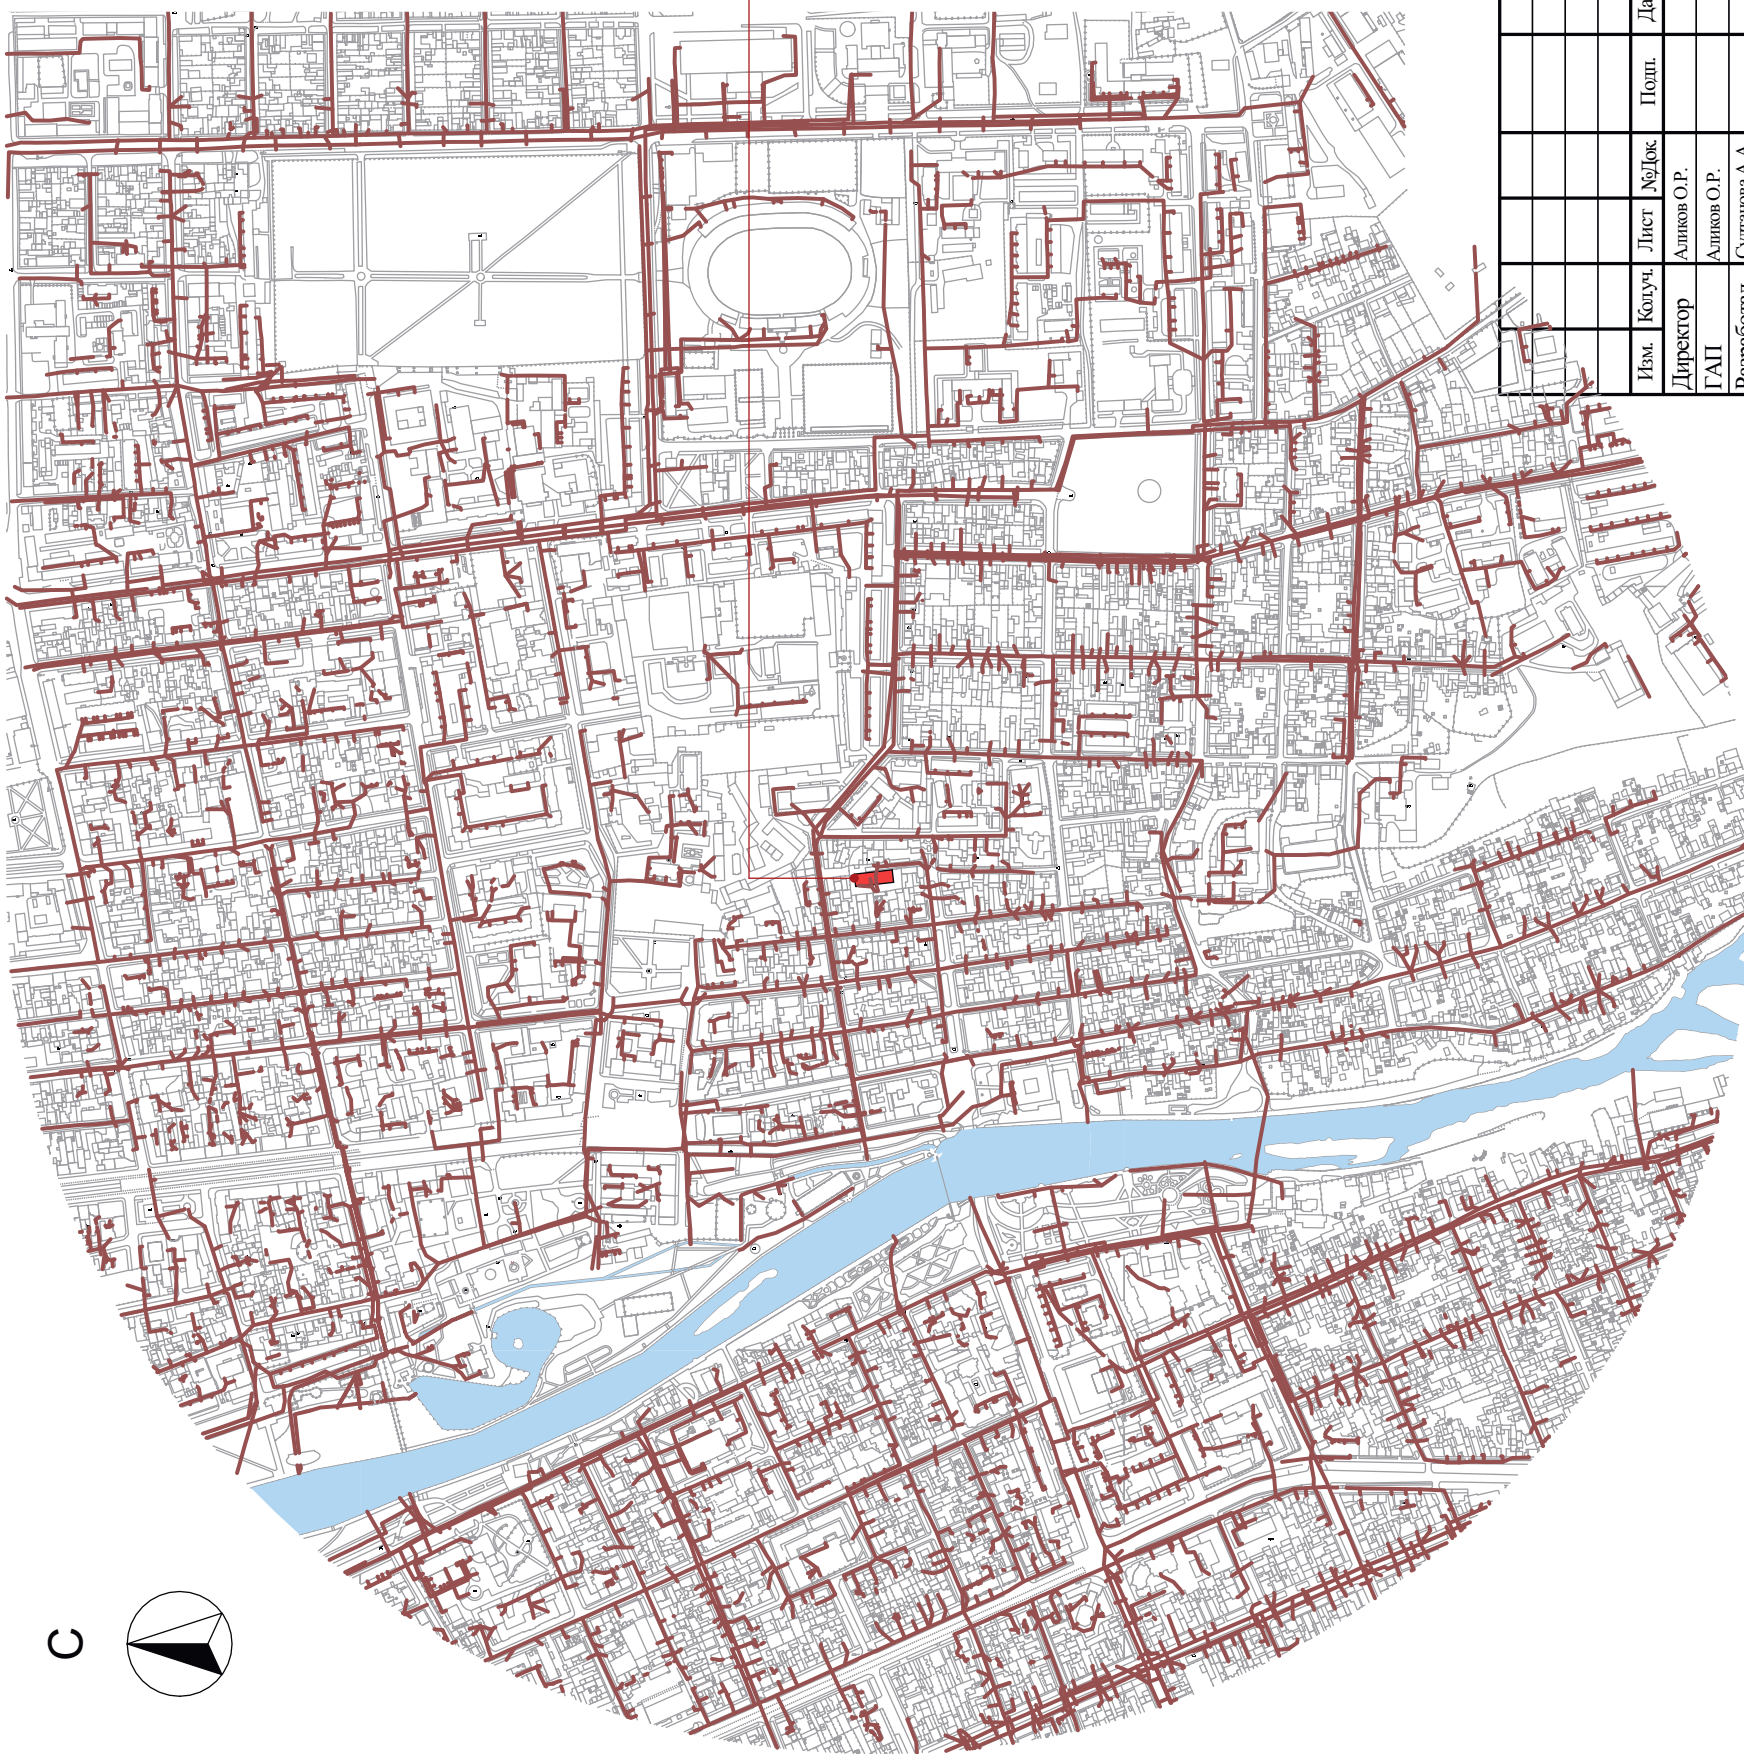 С
Изм.
Колуч.
Лист
№Док.
Подп.
Да
Директор
Аликов О.Р.
ГАП
Аликов О.Р.